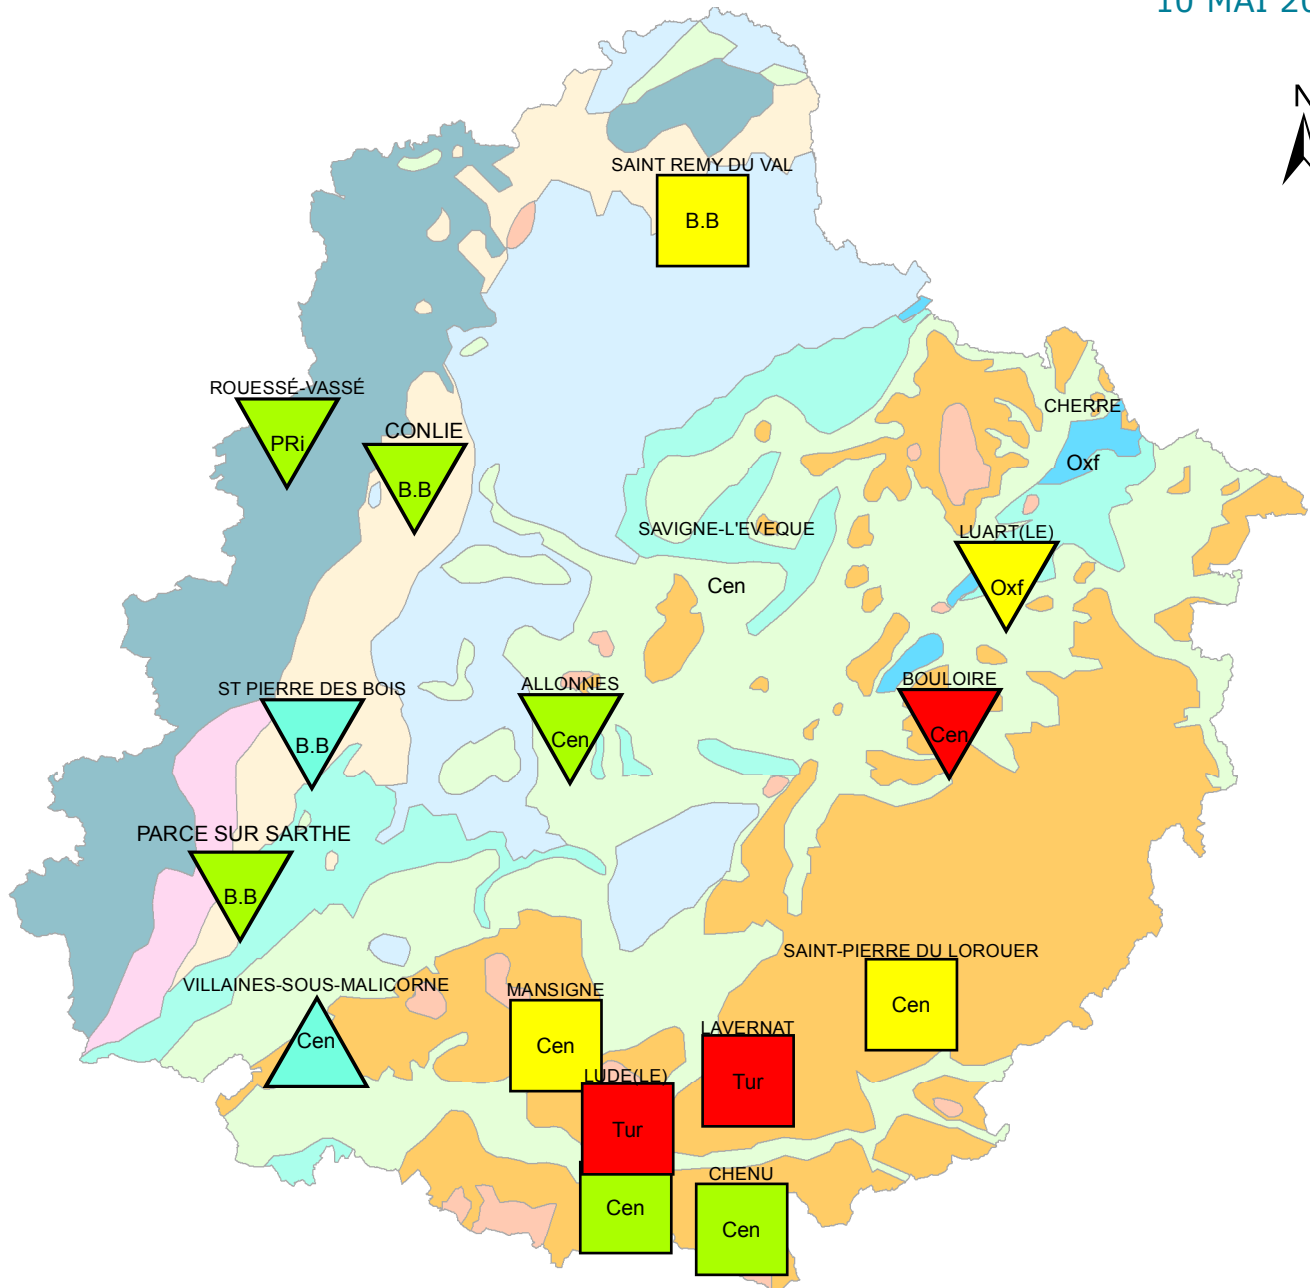 10 MAI 20
N
SAINT REMY DU VAL
B.B
ROUESSÉ-VASSÉ
PRi
CONLIE
B.B
CHERRE
Oxf
SAVIGNE-L'EVEQUE
Cen
LUART(LE)
Oxf
ST PIERRE DES BOIS
B.B
ALLONNES
Cen
BOULOIRE
Cen
PARCE SUR SARTHE
B.B
SAINT-PIERRE DU LOROUER
Cen
VILLAINES-SOUS-MALICORNE
Cen
MANSIGNE
Cen
LAVERNAT
Tur
LUDE(LE)
Tur
Cen
CHENU
Cen